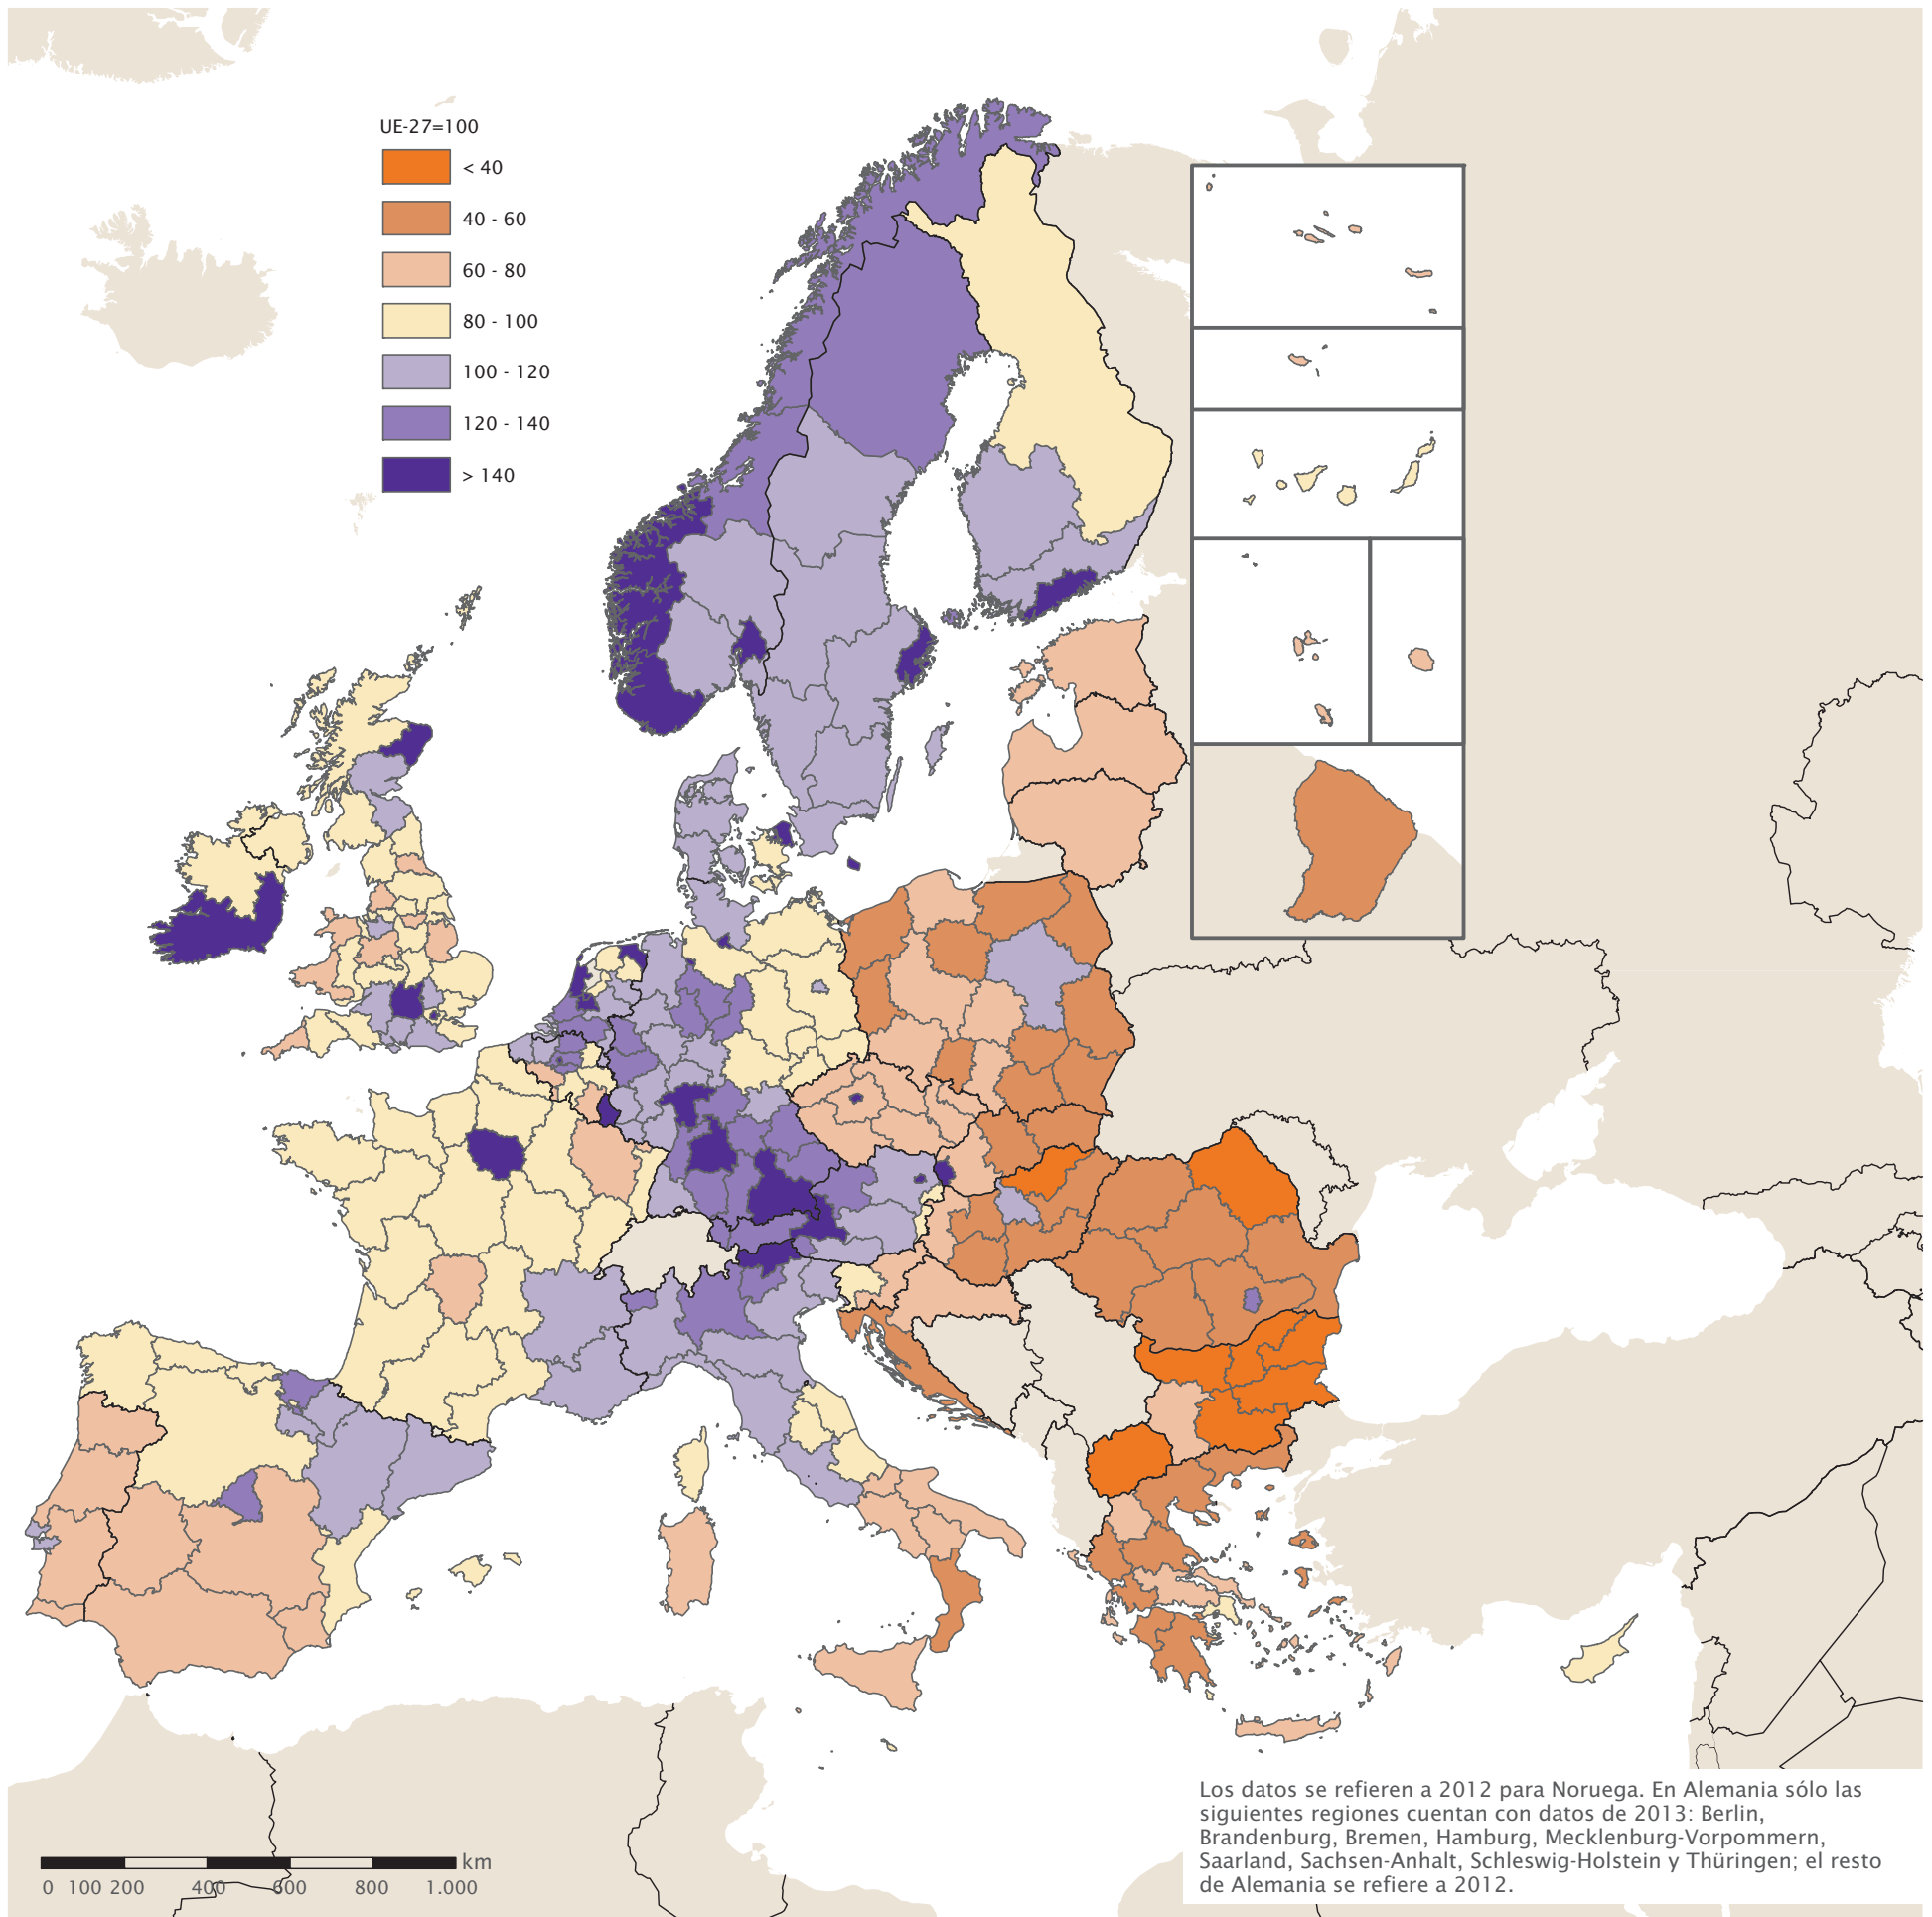 UE-27=100
< 40
40 - 60
60 - 80
80 - 100
100 - 120
120 - 140
> 140
Los datos se refieren a 2012 para Noruega. En Alemania sólo las
siguientes regiones cuentan con datos de 2013: Berlin,
Brandenburg, Bremen, Hamburg, Mecklenburg-Vorpommern,
Saarland, Sachsen-Anhalt, Schleswig-Holstein y Thüringen; el resto
de Alemania se refiere a 2012.
km
0 100 200 400 600 800 1.000